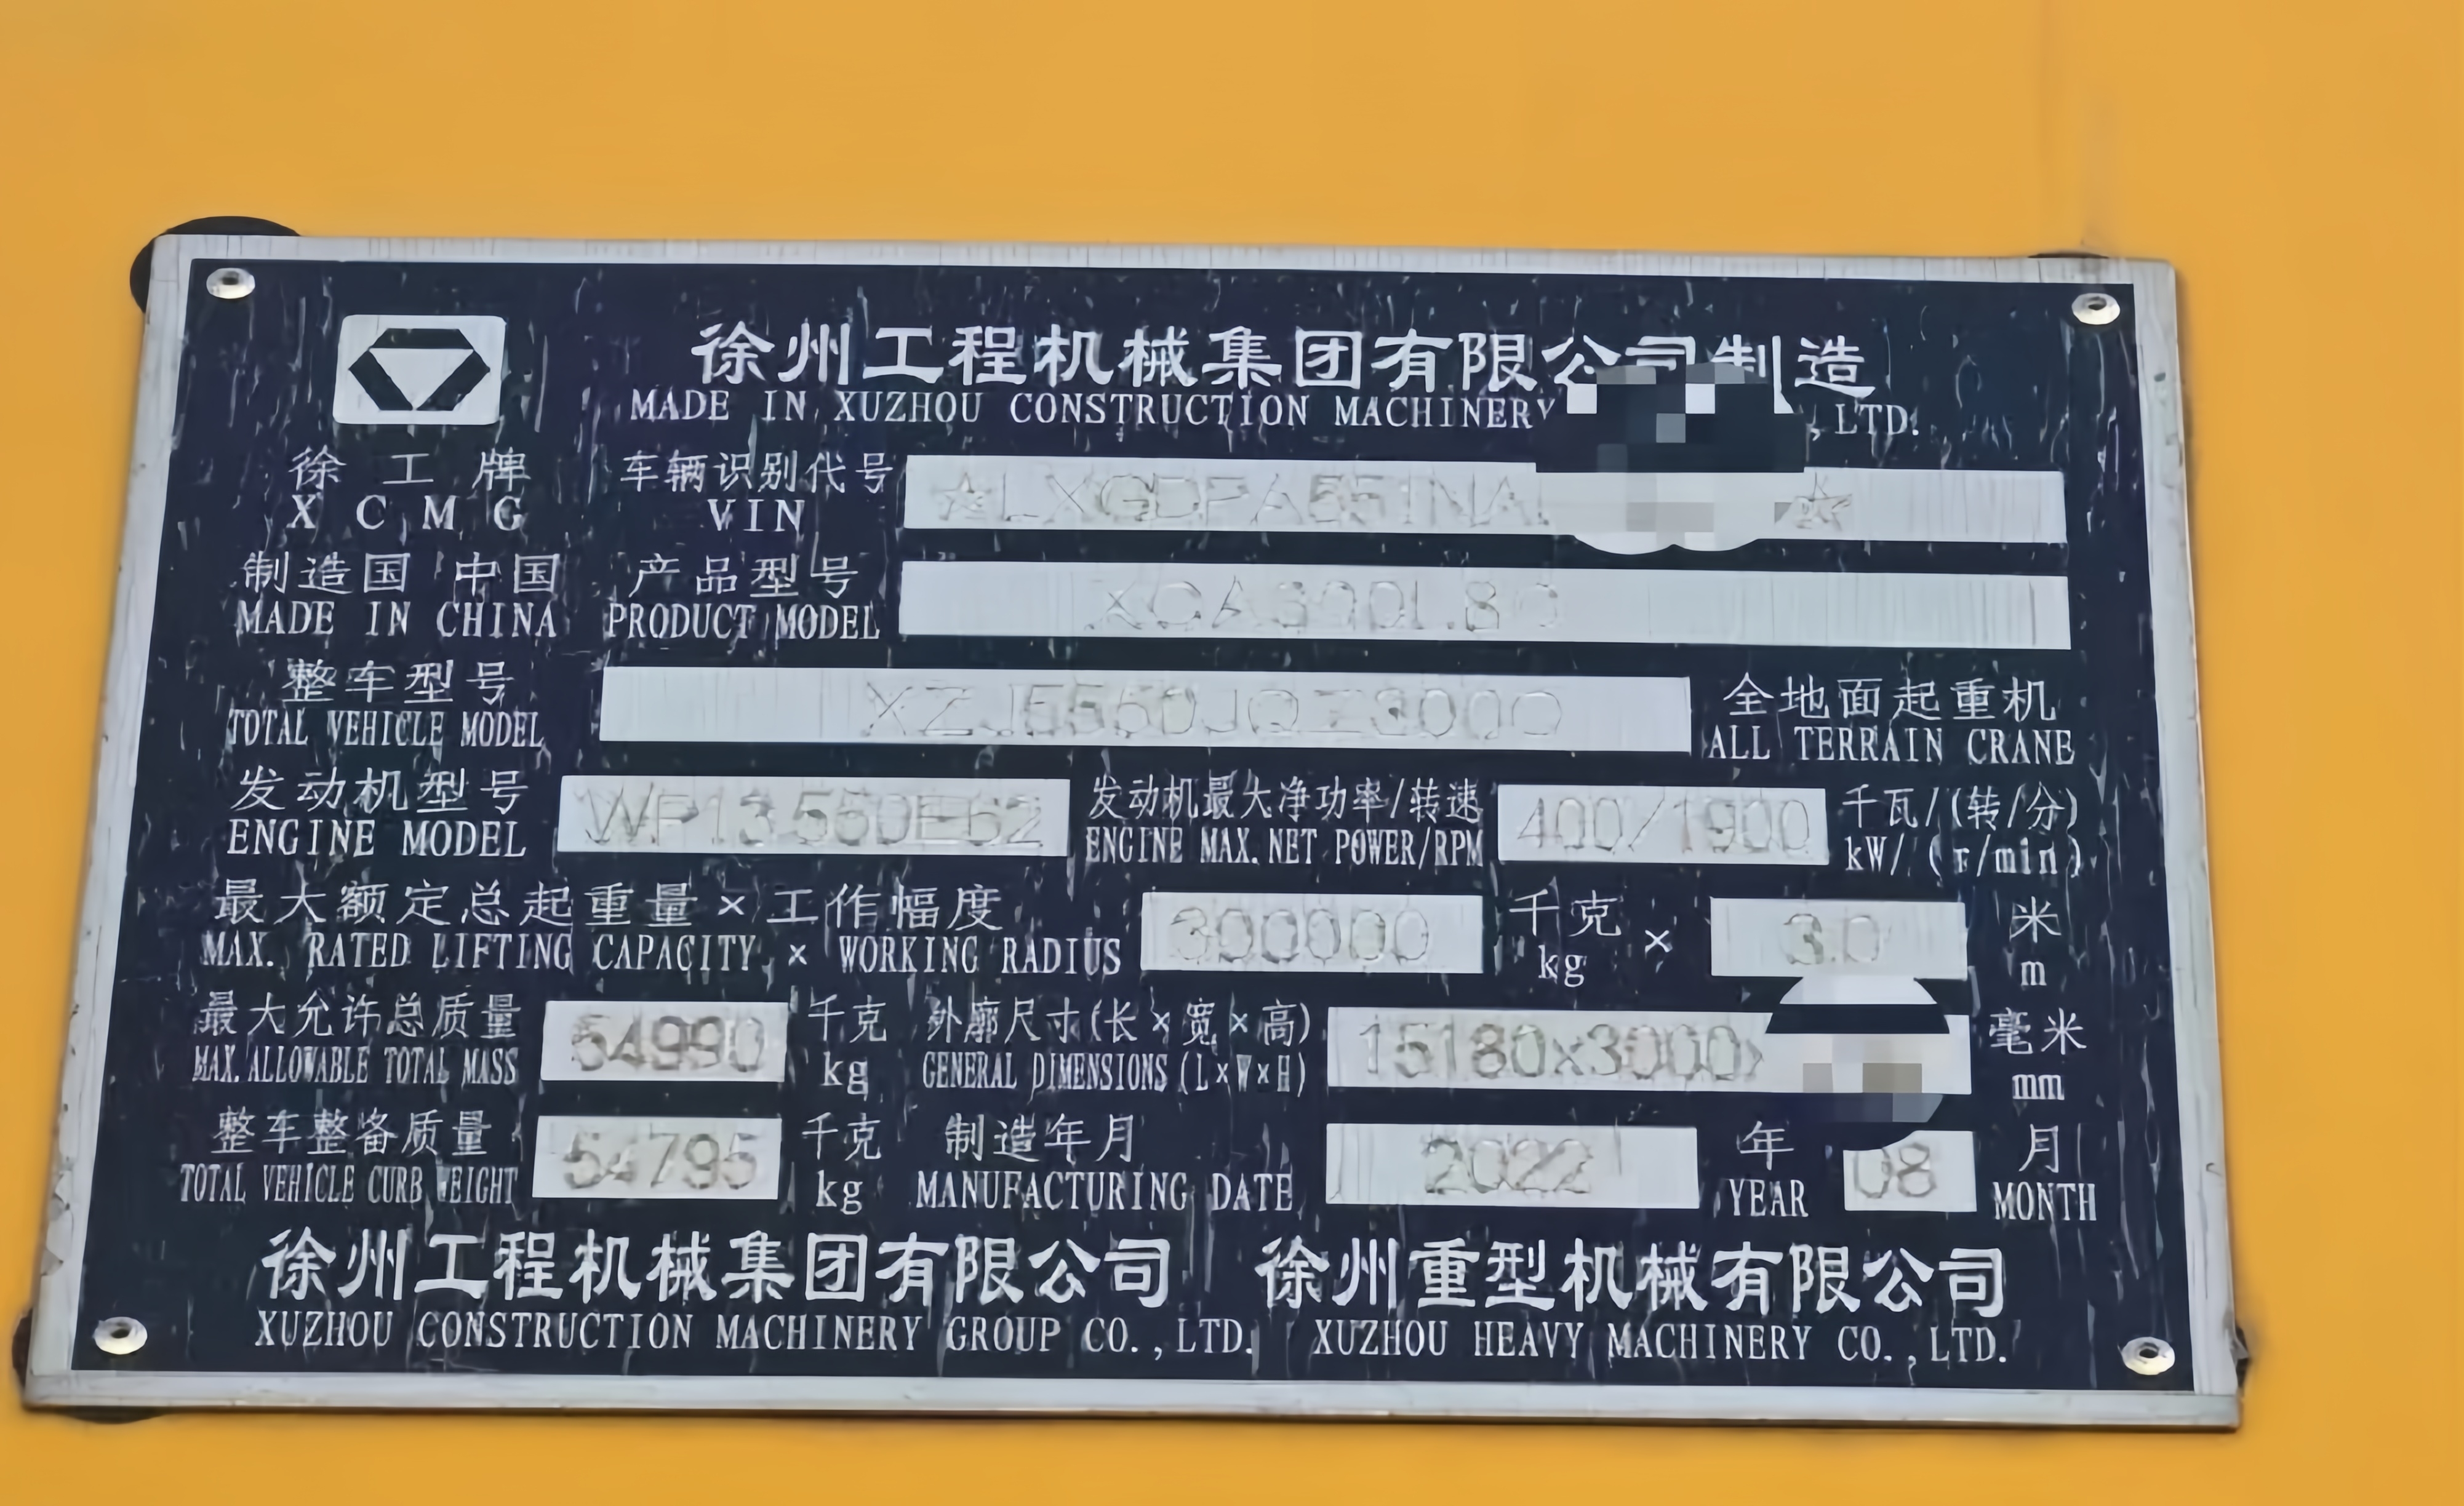 徐州工程机械集团有限公司制造
MADE IN XUZHOU CONSTRUCTION MACHINERY , LTD.
徐工牌 车辆识别代号
XCMG VIN
制造国 中国 产品型号
MADE IN CHINA PRODUCT MODEL
整车型号 全地面起重机
TOTAL VEHICLE MODEL ALL TERRAIN CRANE
发动机型号 WP13.560E62 发动机最大净功率/转速 400/1900 千瓦/(转/分)
ENGINE MODEL ENGINE MAX. NET POWER/RPM kW/(r/min)
最大额定总起重量×工作幅度 300000 千克 × 3.0 米
MAX. RATED LIFTING CAPACITY × WORKING RADIUS kg m
最大允许总质量 54990 千克 外廓尺寸(长×宽×高) 15180x3000x 毫米
MAX. ALLOWABLE TOTAL MASS kg GENERAL DIMENSIONS (L×W×H) mm
整车整备质量 54795 千克 制造年月 2022 年 08 月
TOTAL VEHICLE CURB WEIGHT kg MANUFACTURING DATE YEAR MONTH
徐州工程机械集团有限公司 徐州重型机械有限公司
XUZHOU CONSTRUCTION MACHINERY GROUP CO., LTD. XUZHOU HEAVY MACHINERY CO., LTD.